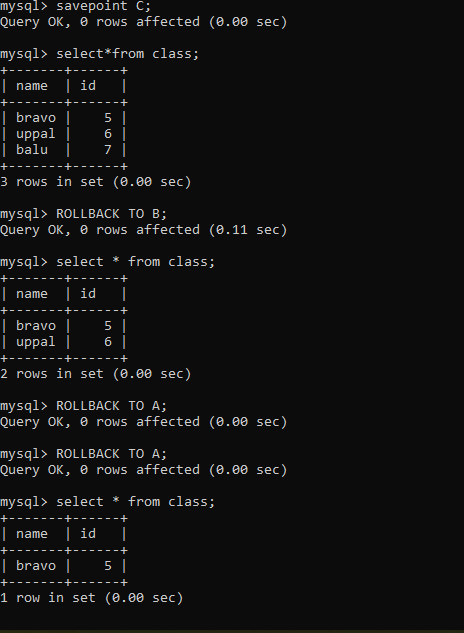 mysql> savepoint C;
Query OK, 0 rows affected (0.00 sec)
mysql> select*from class;
+-------+------+
| name  | id   |
+-------+------+
| bravo |    5 |
| uppal |    6 |
| balu  |    7 |
+-------+------+
3 rows in set (0.00 sec)
mysql> ROLLBACK TO B;
Query OK, 0 rows affected (0.11 sec)
mysql> select * from class;
+-------+------+
| name  | id   |
+-------+------+
| bravo |    5 |
| uppal |    6 |
+-------+------+
2 rows in set (0.00 sec)
mysql> ROLLBACK TO A;
Query OK, 0 rows affected (0.00 sec)
mysql> ROLLBACK TO A;
Query OK, 0 rows affected (0.00 sec)
mysql> select * from class;
+-------+------+
| name  | id   |
+-------+------+
| bravo |    5 |
+-------+------+
1 row in set (0.00 sec)